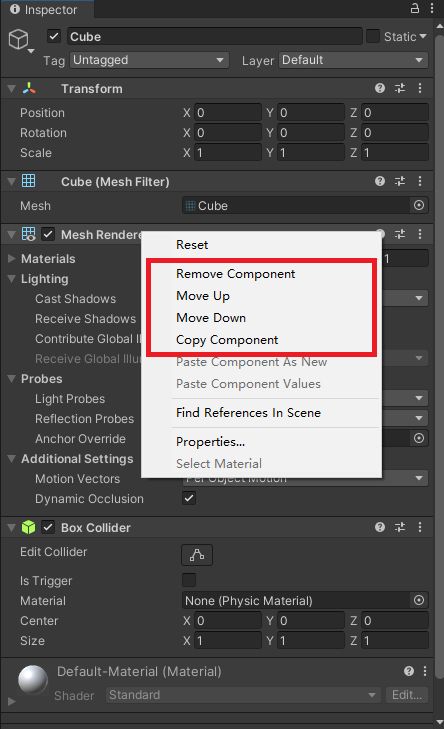 Inspector
Cube Static
Tag Untagged Layer Default
Transform
Position X 0 Y 0 Z 0
Rotation X 0 Y 0 Z 0
Scale X 1 Y 1 Z 1
Cube (Mesh Filter)
Mesh Cube
Mesh Rendere
Reset
Materials 1
Remove Component
Lighting
Cast Shadows
Move Up
Receive Shadows
Move Down
Contribute Global Il
Copy Component
Receive Global Illu
Paste Component As New
Probes
Paste Component Values
Light Probes
Reflection Probes
Find References In Scene
Anchor Override
Properties...
Additional Settings
Select Material
Motion Vectors Per Object Motion
Dynamic Occlusion
Box Collider
Edit Collider
Is Trigger
Material None (Physic Material)
Center X 0 Y 0 Z 0
Size X 1 Y 1 Z 1
Default-Material (Material)
Shader Standard Edit...